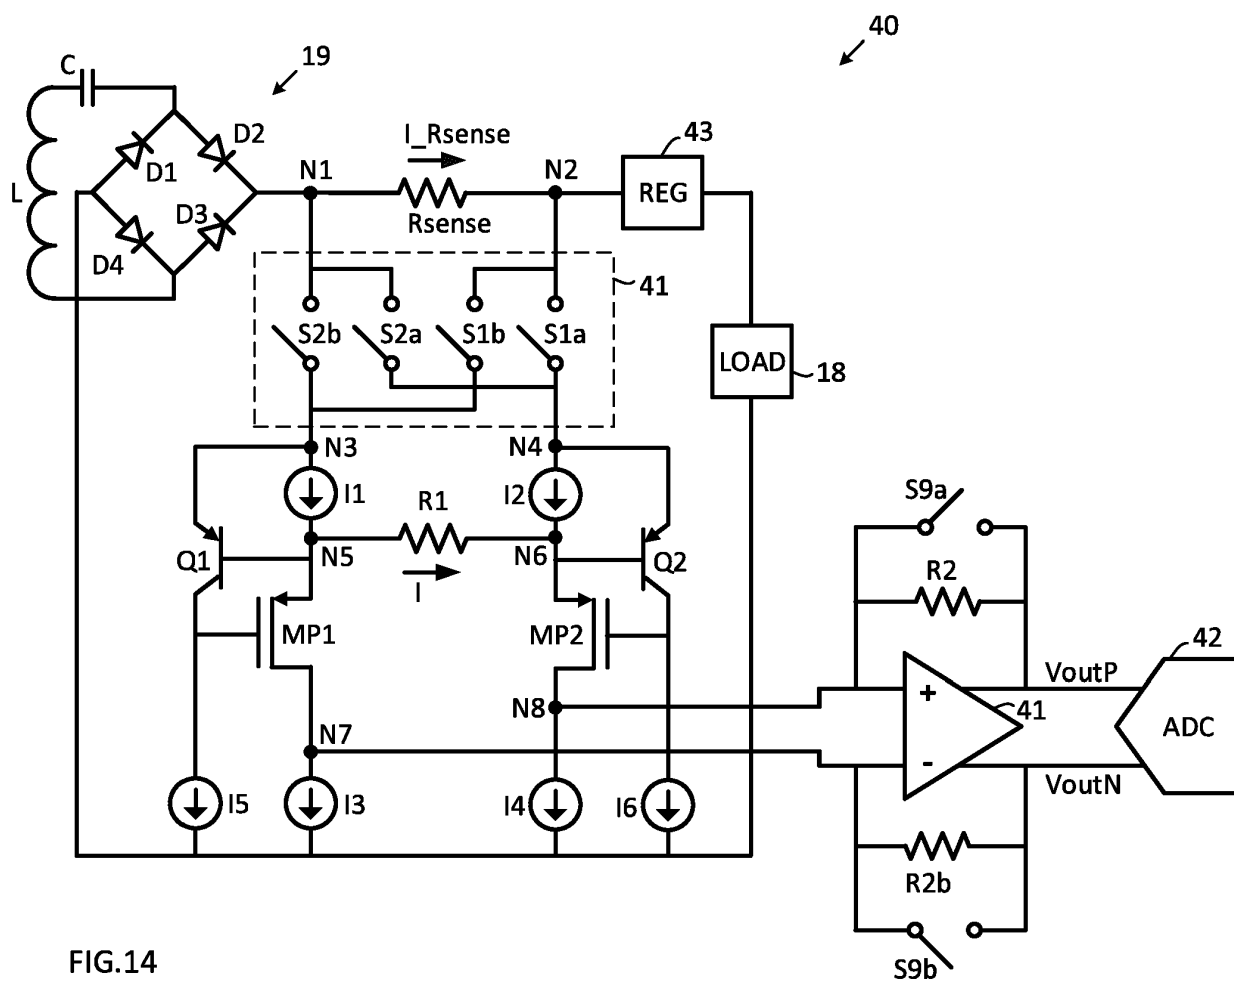 40
19
C
D2
I_Rsense
43
D1
N1
N2
REG
L
D3
Rsense
D4
41
S2b
S2a
S1b
S1a
LOAD
18
N3
N4
I1
R1
I2
S9a
Q1
N5
N6
Q2
R2
I
MP1
MP2
42
VoutP
+
41
N8
N7
ADC
-
VoutN
I5
I3
I4
I6
R2b
FIG.14
S9b